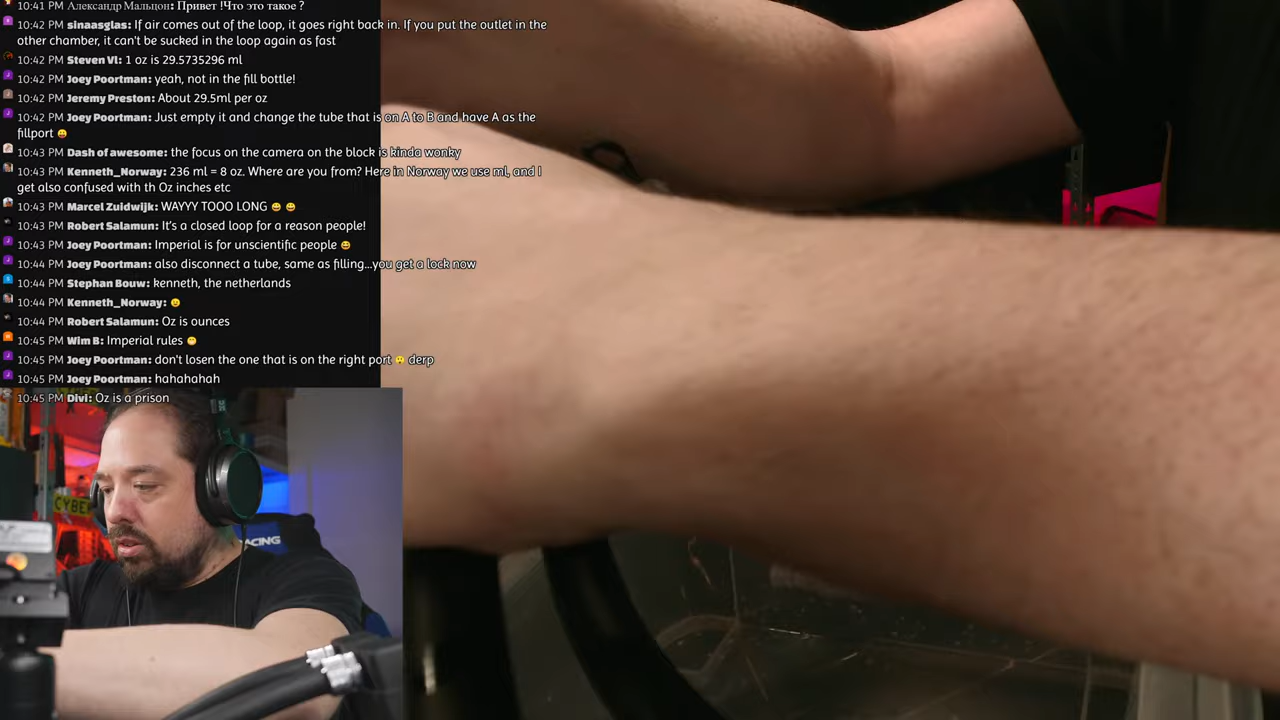 10:41 PM Александр Мальцон: Привет !Что это такое ?
10:42 PM sinaasglas: If air comes out of the loop, it goes right back in. If you put the outlet in the
other chamber, it can't be sucked in the loop again as fast
10:42 PM Steven Vl: 1 oz is 29.5735296 ml
10:42 PM Joey Poortman: yeah, not in the fill bottle!
10:42 PM Jeremy Preston: About 29.5ml per oz
10:42 PM Joey Poortman: Just empty it and change the tube that is on A to B and have A as the
fillport 😛
10:43 PM Dash of awesome: the focus on the camera on the block is kinda wonky
10:43 PM Kenneth_Norway: 236 ml = 8 oz. Where are you from? Here in Norway we use ml, and I
get also confused with th Oz inches etc
10:43 PM Marcel Zuidwijk: WAYYY TOOO LONG 😄 😄
10:43 PM Robert Salamun: It's a closed loop for a reason people!
10:43 PM Joey Poortman: Imperial is for unscientific people 😆
10:44 PM Joey Poortman: also disconnect a tube, same as filling...you get a lock now
10:44 PM Stephan Bouw: kenneth, the netherlands
10:44 PM Kenneth_Norway: 😉
10:44 PM Robert Salamun: Oz is ounces
10:45 PM Wim B: Imperial rules 😁
10:45 PM Joey Poortman: don't losen the one that is on the right port 🤨 derp
10:45 PM Joey Poortman: hahahahah
10:45 PM Divi: Oz is a prison
CYBER
RACING